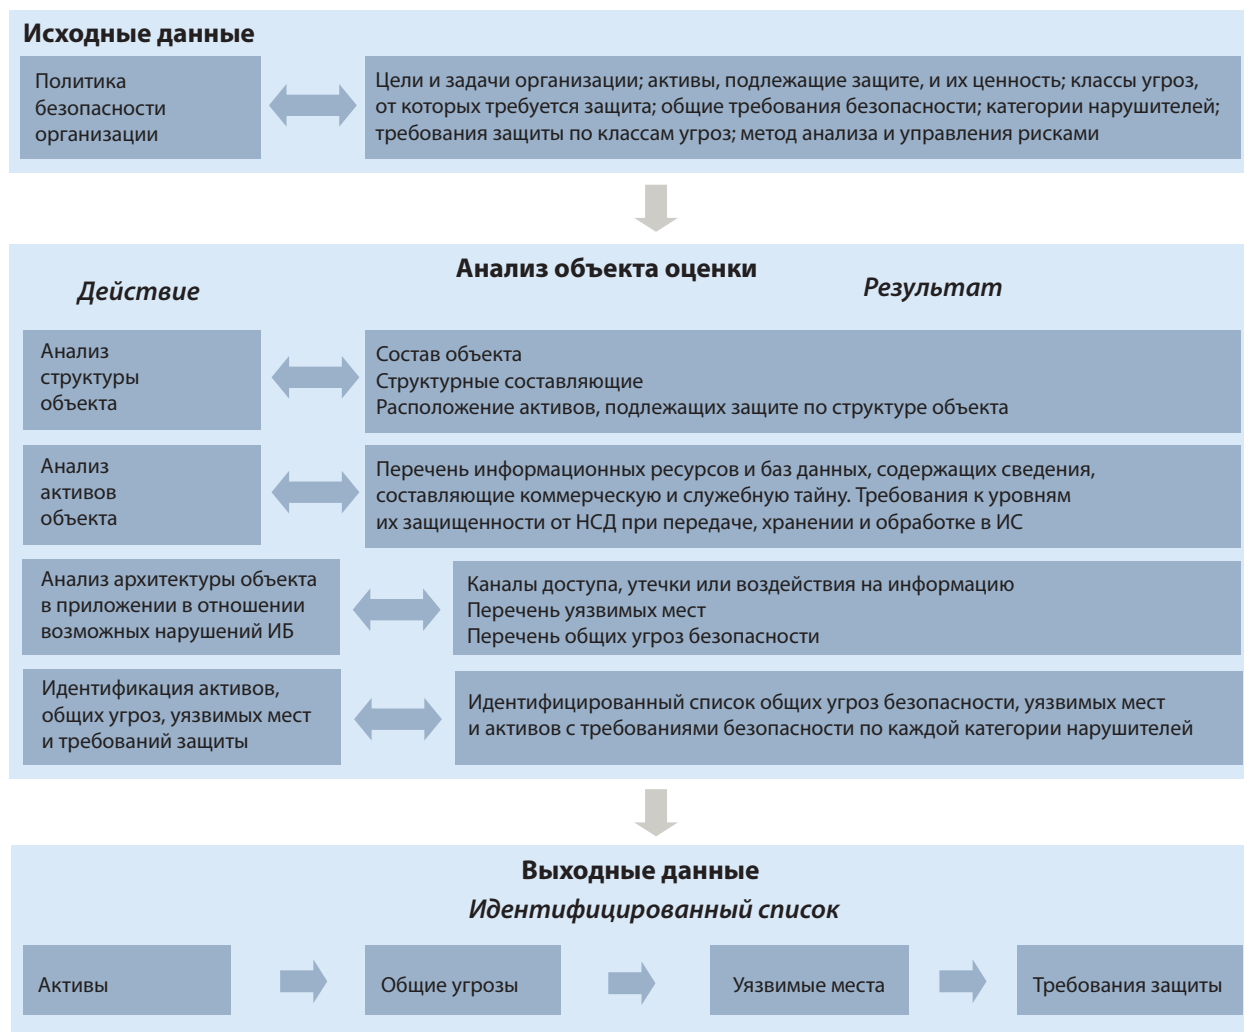 Исходные данные
Политика
безопасности
организации
Цели и задачи организации; активы, подлежащие защите, и их ценность; классы угроз,
от которых требуется защита; общие требования безопасности; категории нарушителей;
требования защиты по классам угроз; метод анализа и управления рисками
Анализ объекта оценки
Действие
Результат
Анализ
структуры
объекта
Состав объекта
Структурные составляющие
Расположение активов, подлежащих защите по структуре объекта
Анализ
активов
объекта
Перечень информационных ресурсов и баз данных, содержащих сведения,
составляющие коммерческую и служебную тайну. Требования к уровням
их защищенности от НСД при передаче, хранении и обработке в ИС
Анализ архитектуры объекта
в приложении в отношении
возможных нарушений ИБ
Каналы доступа, утечки или воздействия на информацию
Перечень уязвимых мест
Перечень общих угроз безопасности
Идентификация активов,
общих угроз, уязвимых мест
и требований защиты
Идентифицированный список общих угроз безопасности, уязвимых мест
и активов с требованиями безопасности по каждой категории нарушителей
Выходные данные
Идентифицированный список
Активы
Общие угрозы
Уязвимые места
Требования защиты